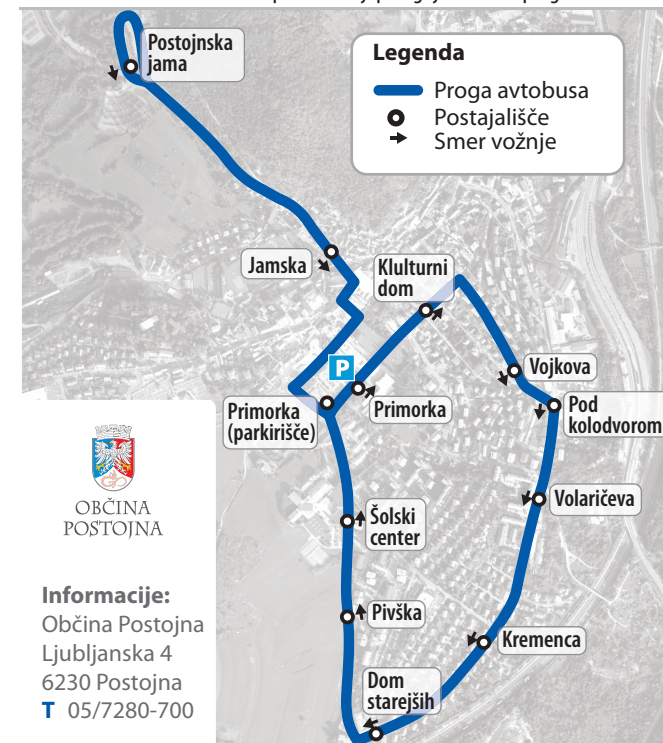 Postojnska
jama
Legenda
Proga avtobusa
Postajališče
Smer vožnje
Jamska
Klulturni
dom
P
Vojkova
Primorka
(parkirišče)
Primorka
Pod
kolodvorom
Volaričeva
OBČINA
POSTOJNA
Šolski
center
Informacije:
Občina Postojna
Ljubljanska 4
6230 Postojna
T 05/7280-700
Pivška
Kremenca
Dom
starejših